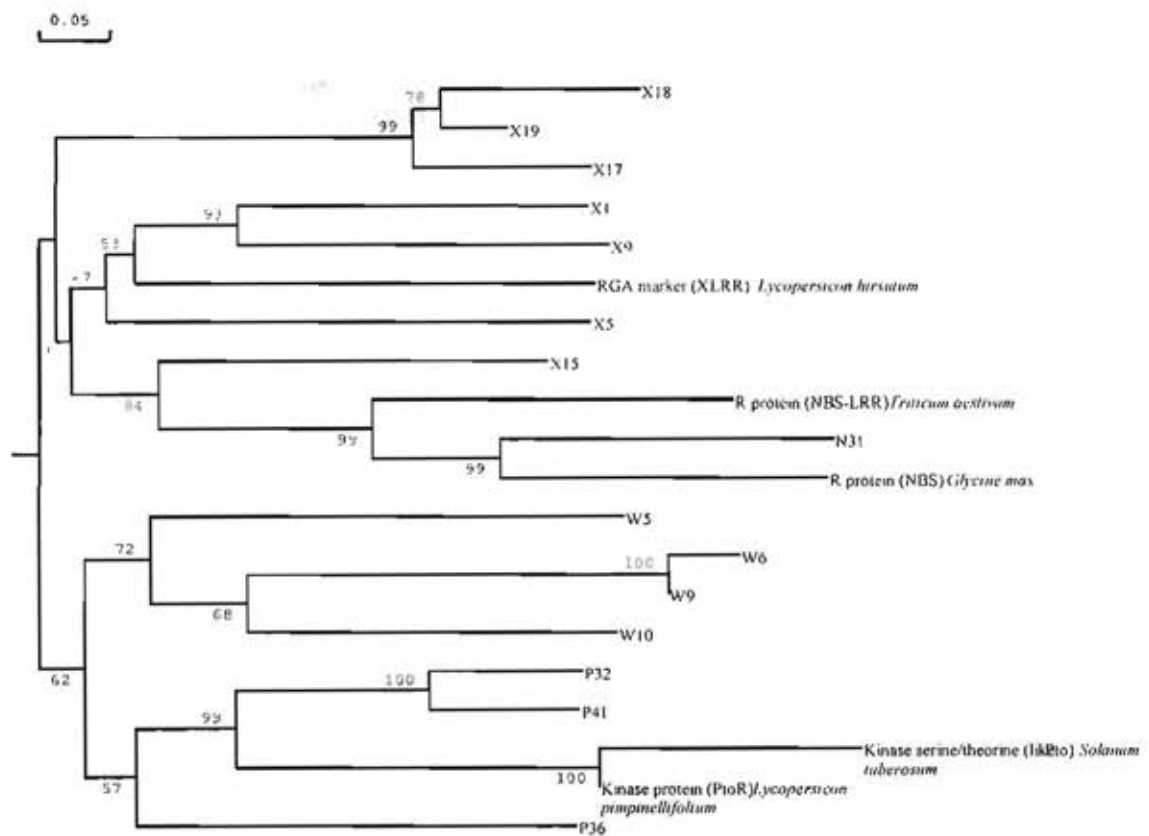 0.05
78
X18
99
X19
X17
X1
X9
RGA marker (XLRR) Lycopersicon hirsutum
X5
X15
84
R protein (NBS-LRR) Triticum aestivum
99
N31
99
R protein (NBS) Glycine max
W5
72
100
W6
W9
68
W10
62
P32
100
P41
99
Kinase serine/theorine Solanum
tuberosum
100
Kinase protein (PtoR) Lycopersicon
pimpinellifolium
57
P36